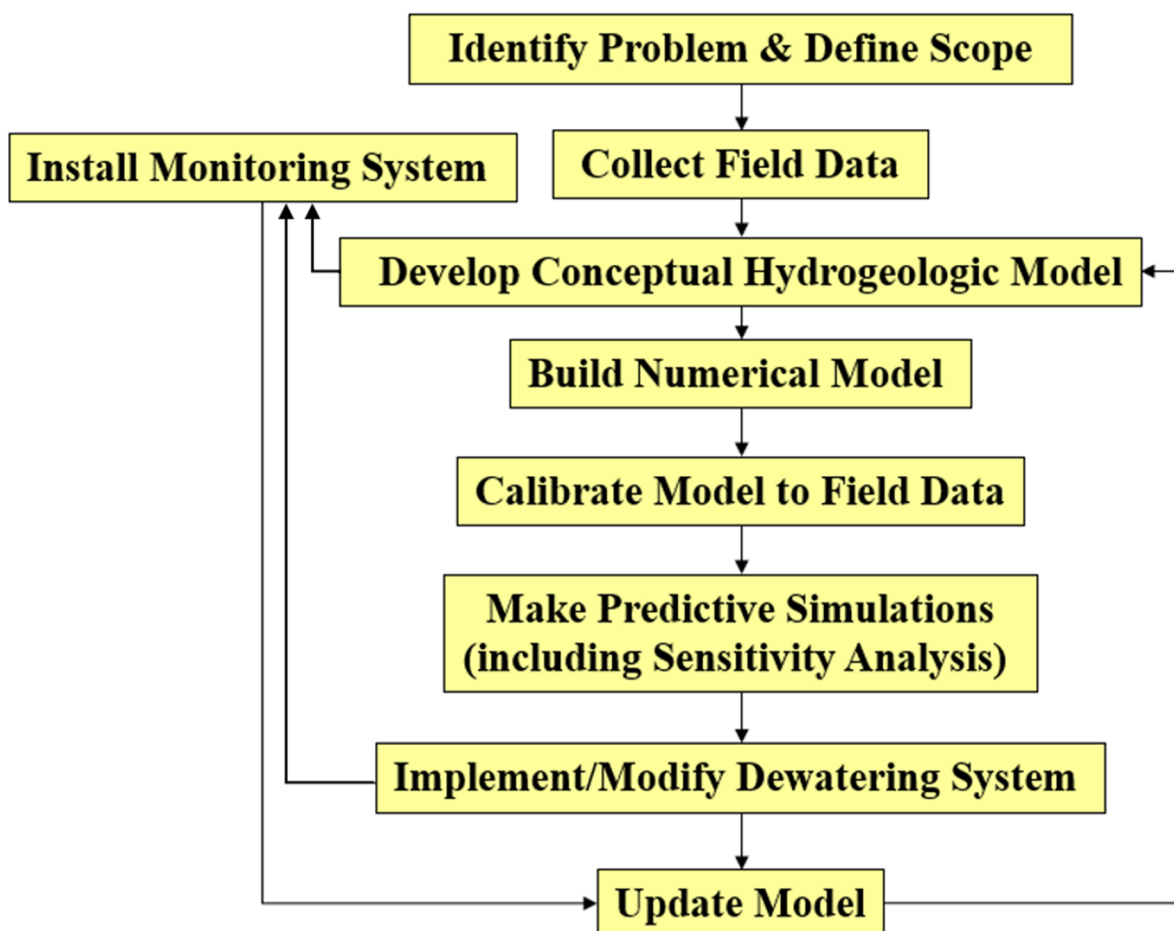 Identify Problem & Define Scope
Install Monitoring System
Collect Field Data
Develop Conceptual Hydrogeologic Model
Build Numerical Model
Calibrate Model to Field Data
Make Predictive Simulations
(including Sensitivity Analysis)
Implement/Modify Dewatering System
Update Model